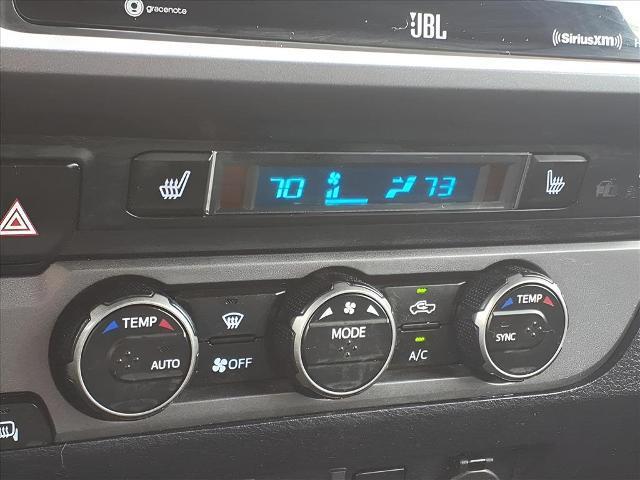 gracenote
JBL
SiriusXM
70 73
TEMP
AUTO
OFF
MODE
A/C
TEMP
SYNC